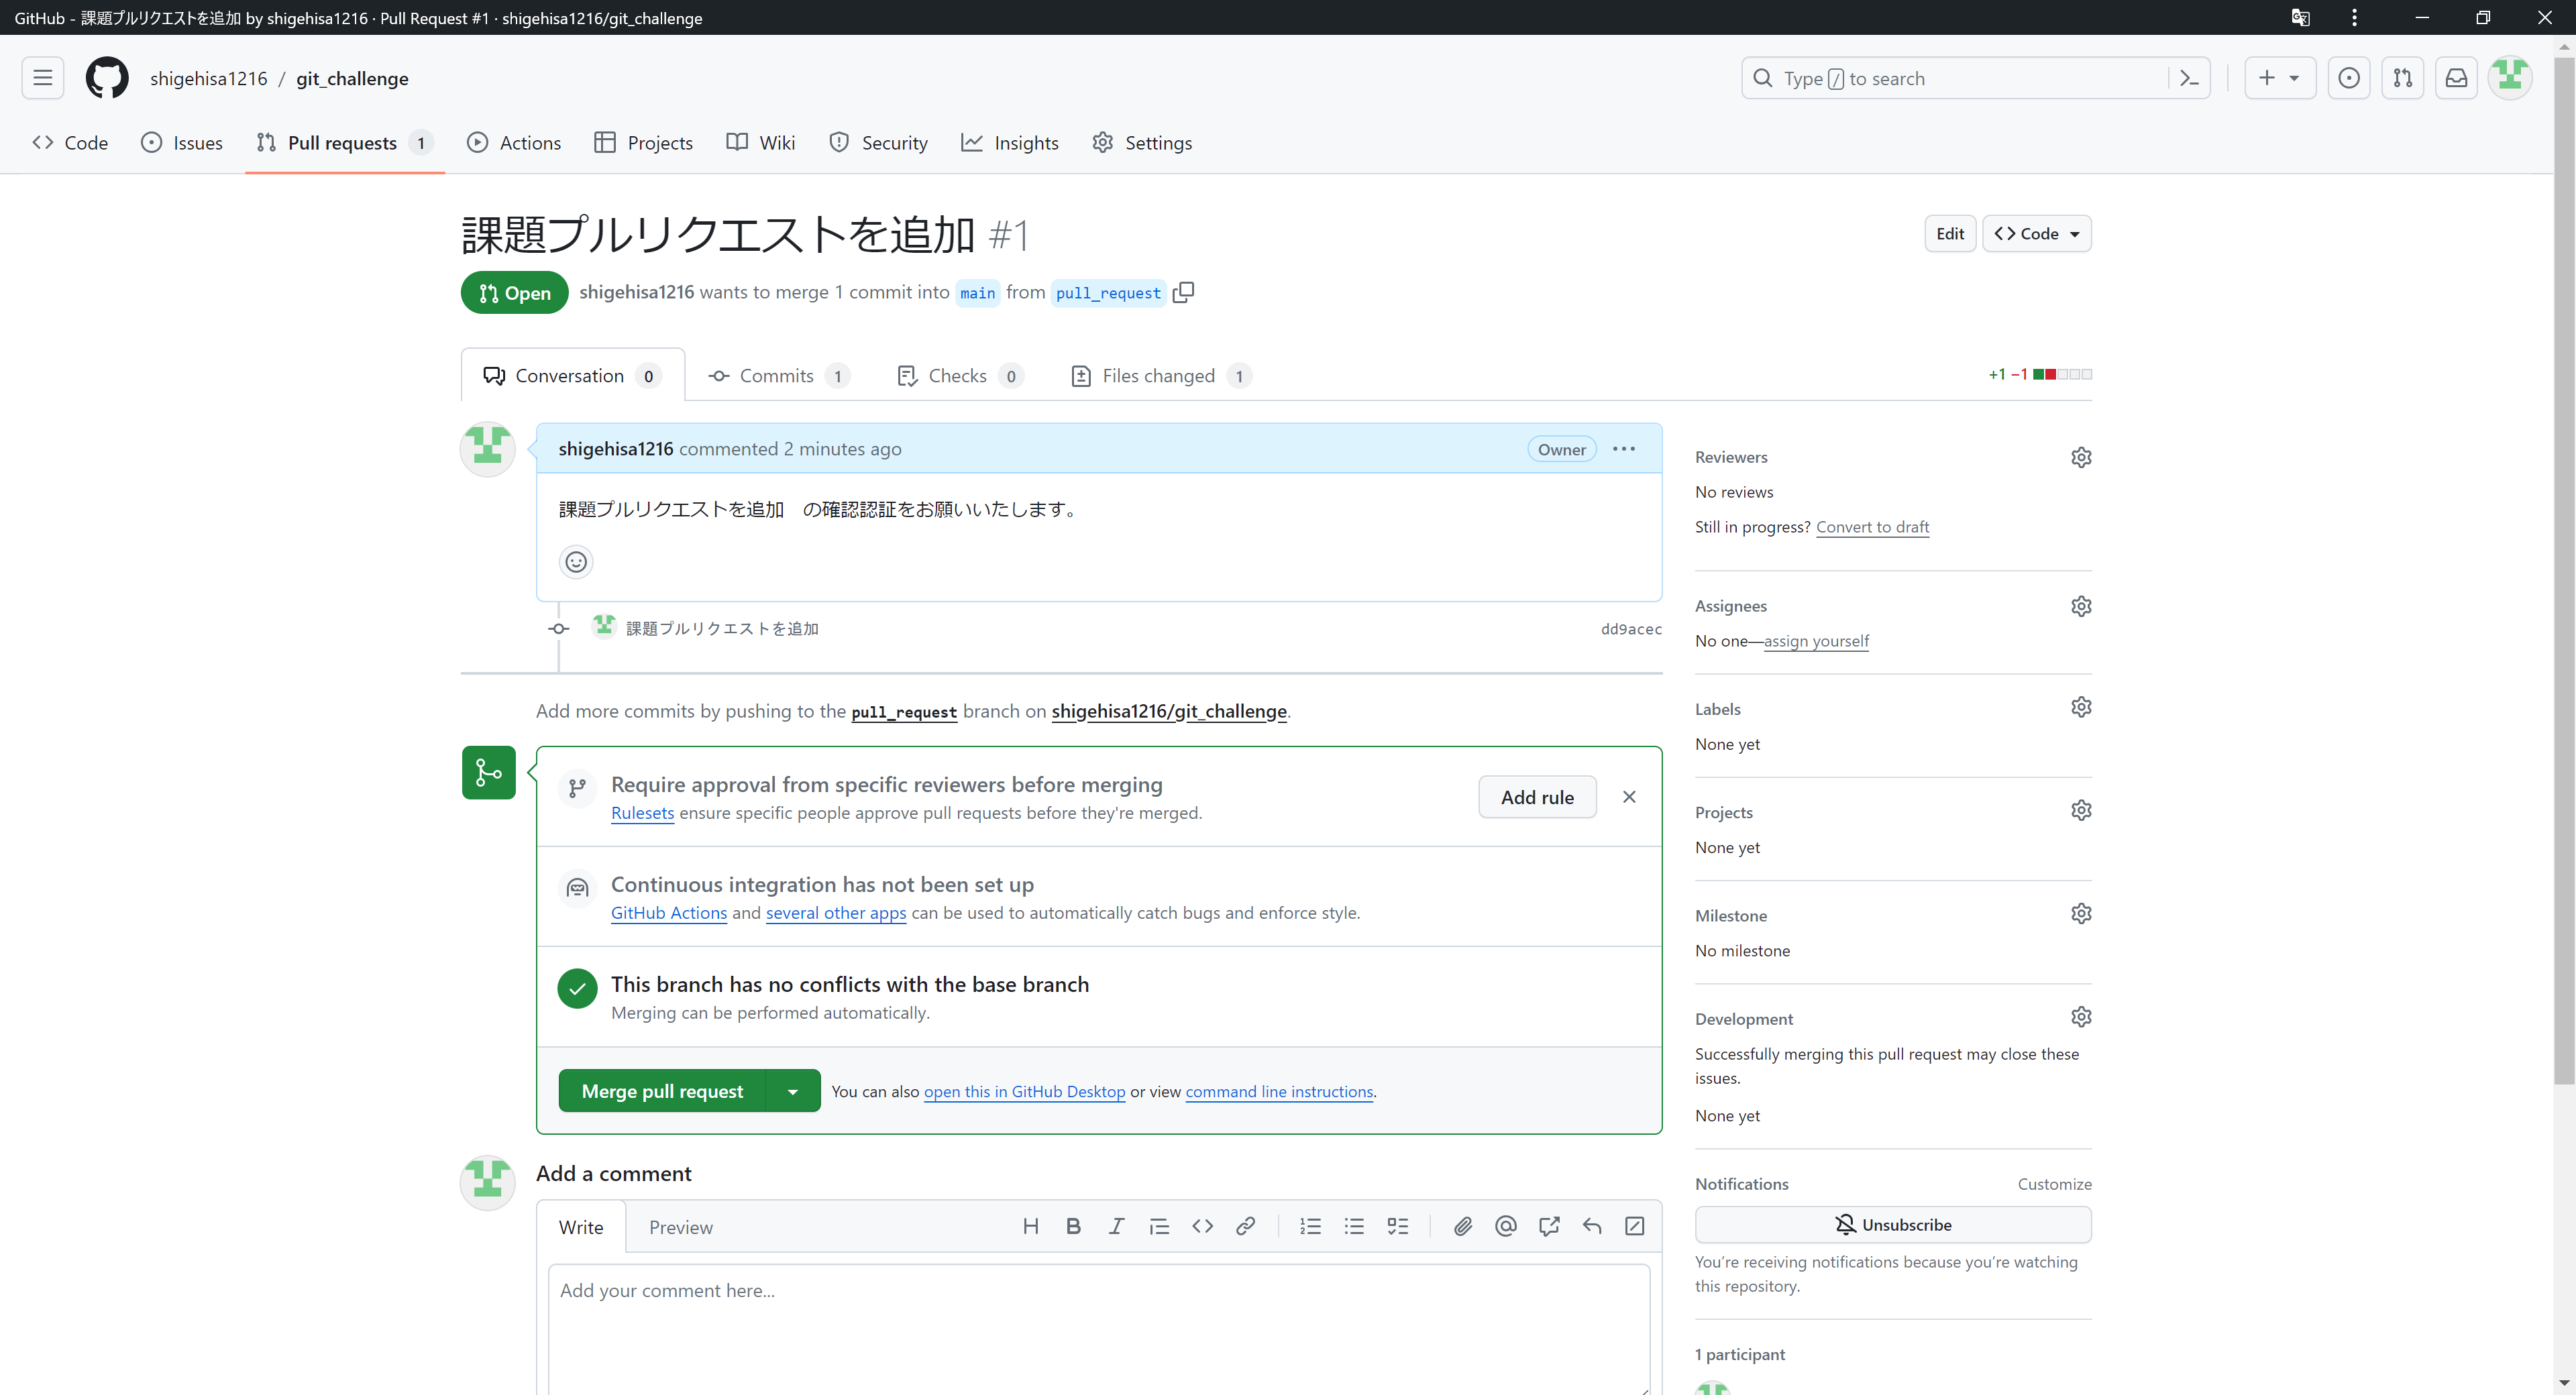 GitHub - 課題プルリクエストを追加 by shigehisa1216 · Pull Request #1 · shigehisa1216/git_challenge
shigehisa1216 / git_challenge
Type / to search
Code
Issues
Pull requests 1
Actions
Projects
Wiki
Security
Insights
Settings
課題プルリクエストを追加 #1
Edit
Code
Open
shigehisa1216 wants to merge 1 commit into main from pull_request
Conversation 0
Commits 1
Checks 0
Files changed 1
+1 −1
shigehisa1216 commented 2 minutes ago
Owner
課題プルリクエストを追加　の確認認証をお願いいたします。
課題プルリクエストを追加
dd9acec
Add more commits by pushing to the pull_request branch on shigehisa1216/git_challenge.
Require approval from specific reviewers before merging
Rulesets ensure specific people approve pull requests before they're merged.
Add rule
Continuous integration has not been set up
GitHub Actions and several other apps can be used to automatically catch bugs and enforce style.
This branch has no conflicts with the base branch
Merging can be performed automatically.
Merge pull request
You can also open this in GitHub Desktop or view command line instructions.
Add a comment
Write
Preview
Add your comment here...
Reviewers
No reviews
Still in progress? Convert to draft
Assignees
No one—assign yourself
Labels
None yet
Projects
None yet
Milestone
No milestone
Development
Successfully merging this pull request may close these
issues.
None yet
Notifications
Customize
Unsubscribe
You're receiving notifications because you're watching
this repository.
1 participant